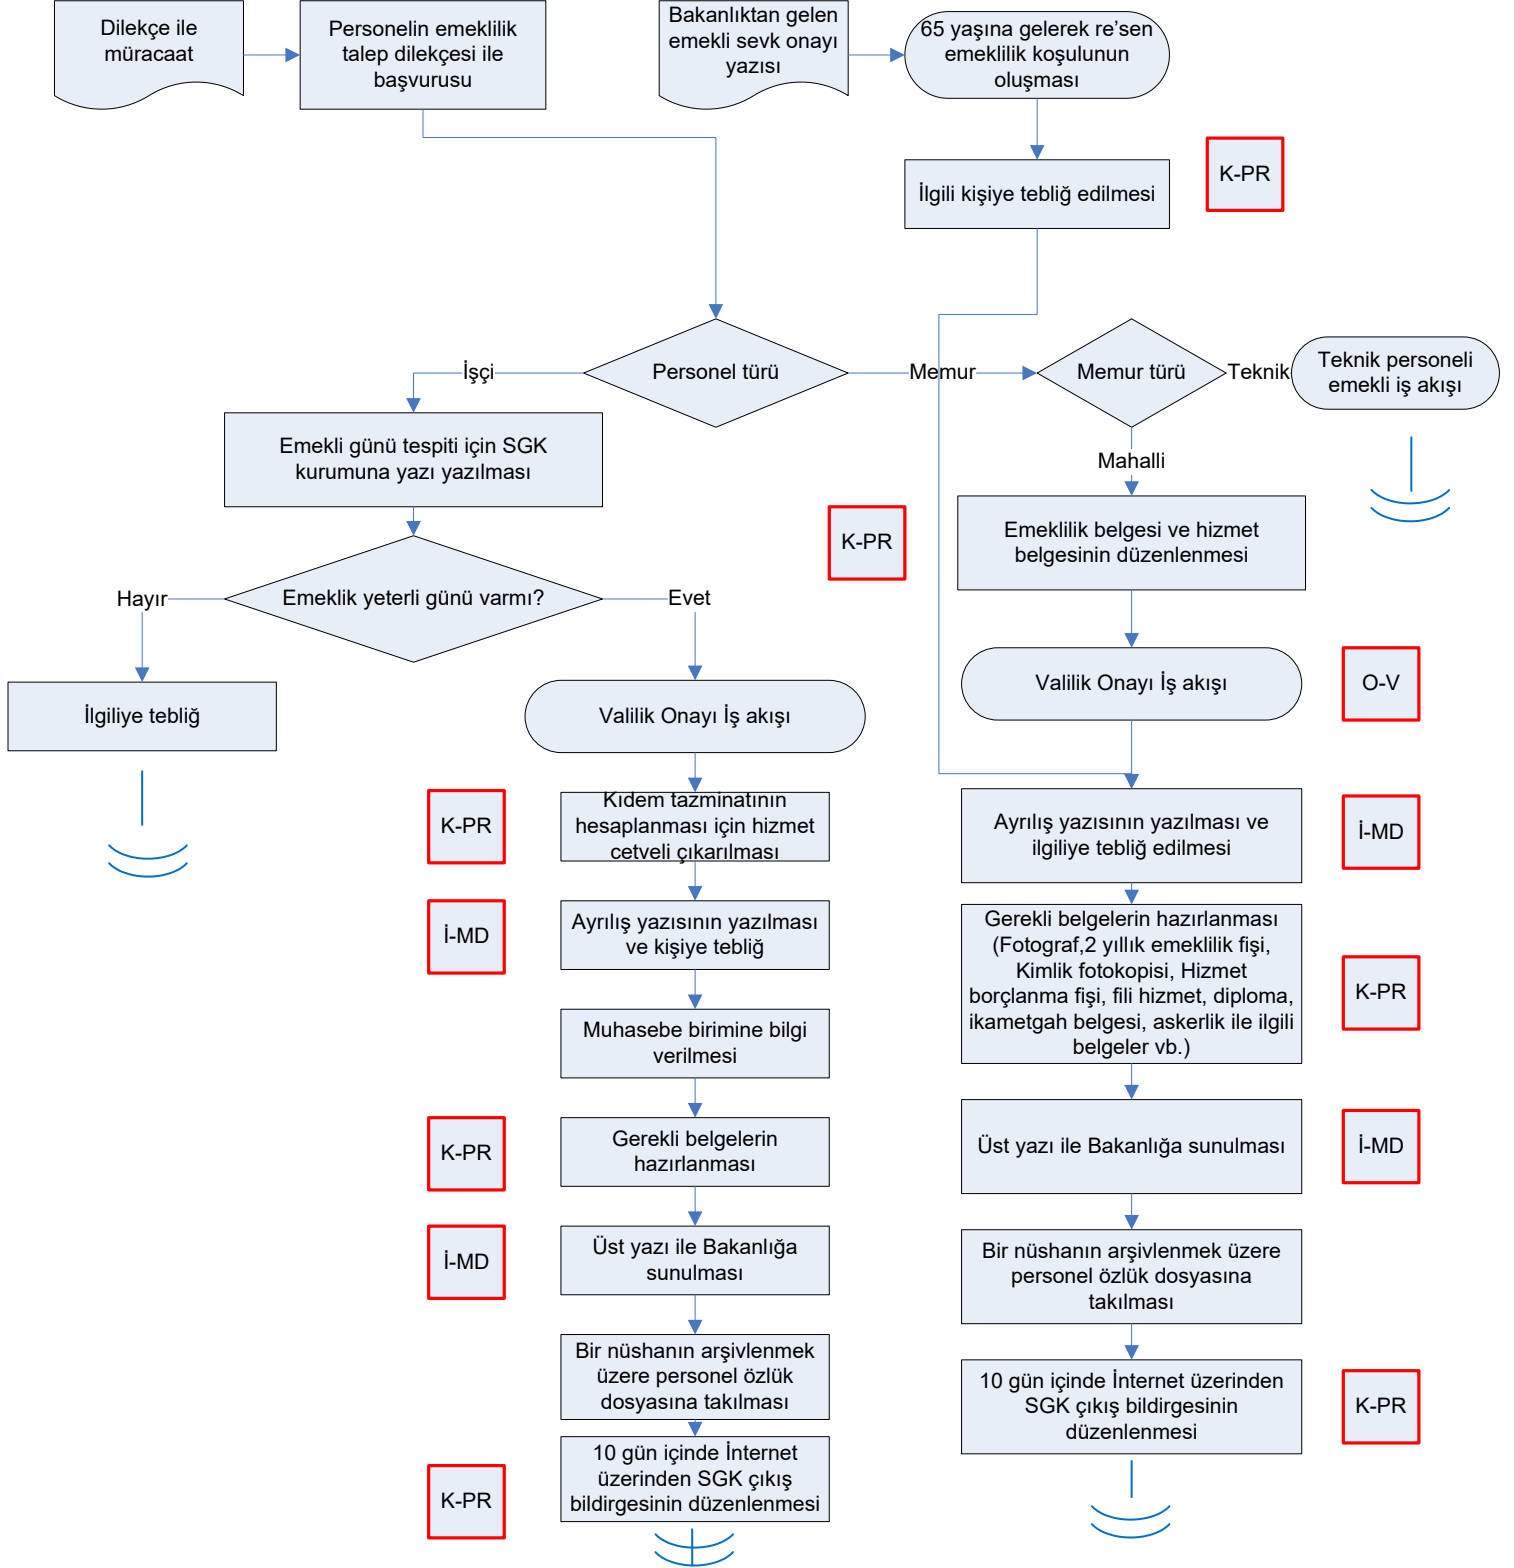 Dilekçe ile
müracaat
Personelin emeklilik
talep dilekçesi ile
başvurusu
Bakanlıktan gelen
emekli sevk onayı
yazısı
65 yaşına gelerek re’sen
emeklilik koşulunun
oluşması
K-PR
İlgili kişiye tebliğ edilmesi
İşçi
Personel türü
Memur
Memur türü
Teknik
Teknik personeli
emekli iş akışı
Emekli günü tespiti için SGK
kurumuna yazı yazılması
Mahalli
K-PR
Emeklilik belgesi ve hizmet
belgesinin düzenlenmesi
Hayır
Emeklik yeterli günü varmı?
Evet
İlgiliye tebliğ
Valilik Onayı İş akışı
Valilik Onayı İş akışı
O-V
K-PR
Kıdem tazminatının
hesaplanması için hizmet
cetveli çıkarılması
Ayrılış yazısının yazılması ve
ilgiliye tebliğ edilmesi
İ-MD
İ-MD
Ayrılış yazısının yazılması
ve kişiye tebliğ
Gerekli belgelerin hazırlanması
(Fotograf,2 yıllık emeklilik fişi,
Kimlik fotokopisi, Hizmet
borçlanma fişi, fili hizmet, diploma,
ikametgah belgesi, askerlik ile ilgili
belgeler vb.)
K-PR
Muhasebe birimine bilgi
verilmesi
K-PR
Gerekli belgelerin
hazırlanması
Üst yazı ile Bakanlığa sunulması
İ-MD
İ-MD
Üst yazı ile Bakanlığa
sunulması
Bir nüshanın arşivlenmek üzere
personel özlük dosyasına
takılması
Bir nüshanın arşivlenmek
üzere personel özlük
dosyasına takılması
10 gün içinde İnternet üzerinden
SGK çıkış bildirgesinin
düzenlenmesi
K-PR
K-PR
10 gün içinde İnternet
üzerinden SGK çıkış
bildirgesinin düzenlenmesi